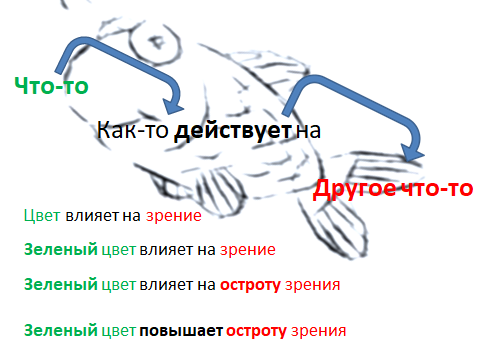 Что-то
Как-то действует на
Другое что-то
Цвет влияет на зрение
Зеленый цвет влияет на зрение
Зеленый цвет влияет на остроту зрения
Зеленый цвет повышает остроту зрения